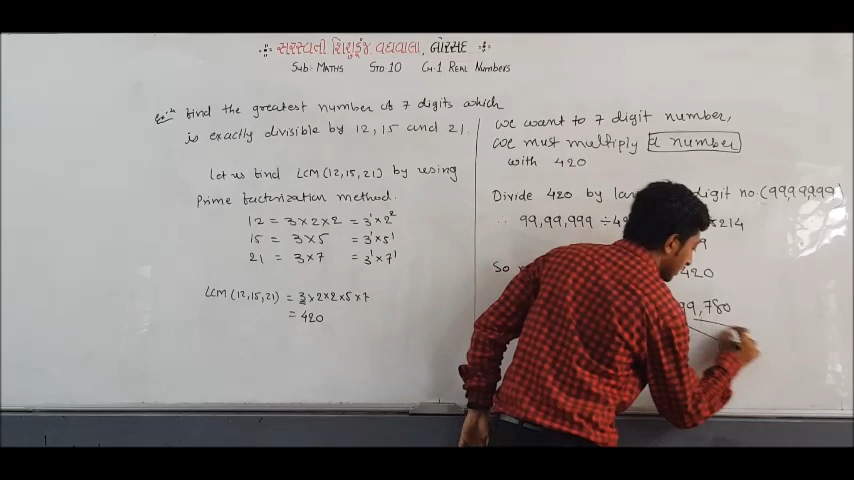 સરસ્વતી શિશુકુંજ વઘવાલા, બોરસદ
Sub: MATHS STD 10 CH:1 REAL NUMBERS
Find the greatest number of 7 digits which
is exactly divisible by 12, 15 and 21.
Let us find LCM (12,15,21) by using
Prime factorization method.
12 = 3×2×2 = 3¹×2²
15 = 3×5 = 3¹×5¹
21 = 3×7 = 3¹×7¹
LCM (12,15,21) = 3×2×2×5×7
= 420
we want to 7 digit number,
we must multiply a number
with 420
Divide 420 by digit no. (99,99,999)
∴ 99,99,999 ÷
So
420
99,780